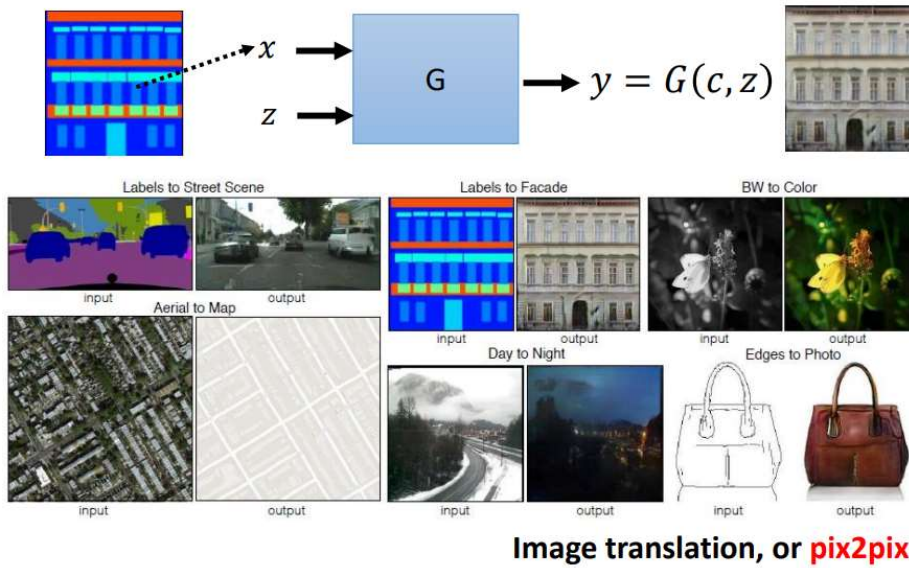 x
G
y = G(c, z)
z
Labels to Street Scene
Labels to Facade
BW to Color
input
output
Aerial to Map
input
output
input
output
Day to Night
Edges to Photo
input
output
input
output
input
output
Image translation, or pix2pix